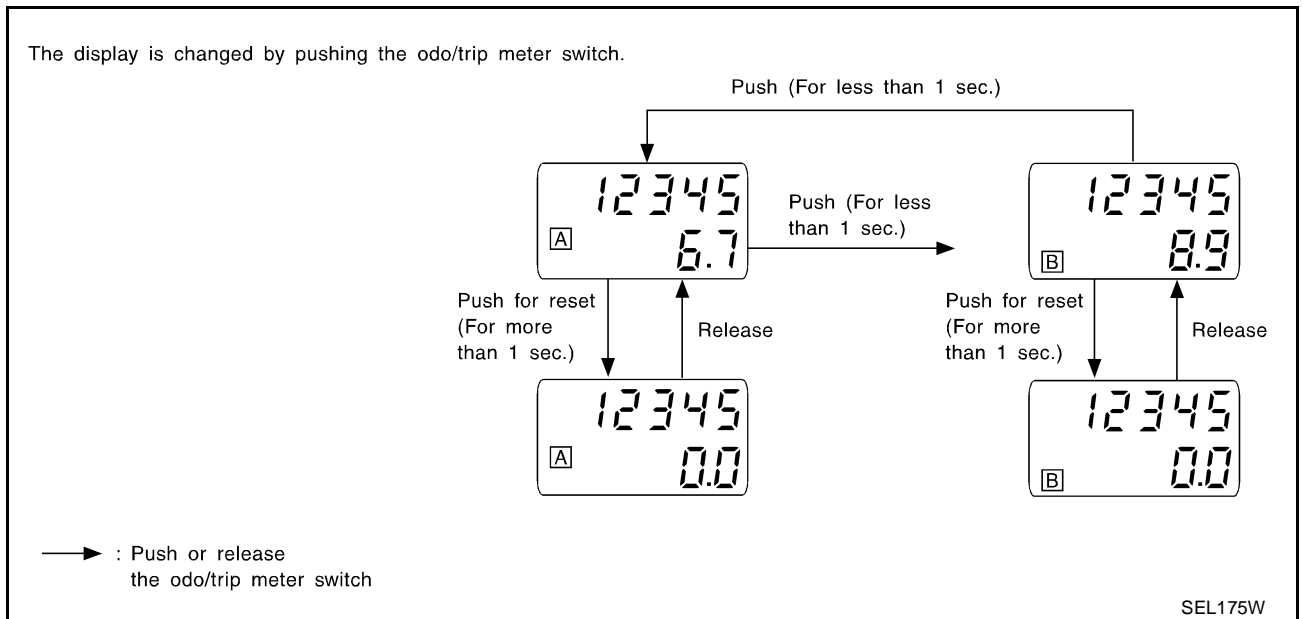 The display is changed by pushing the odo/trip meter switch.
Push (For less than 1 sec.)
12345
A
6.7
Push (For less
than 1 sec.)
12345
B
8.9
Push for reset
(For more
than 1 sec.)
Release
Push for reset
(For more
than 1 sec.)
Release
12345
A
0.0
12345
B
0.0
: Push or release
the odo/trip meter switch
SEL175W